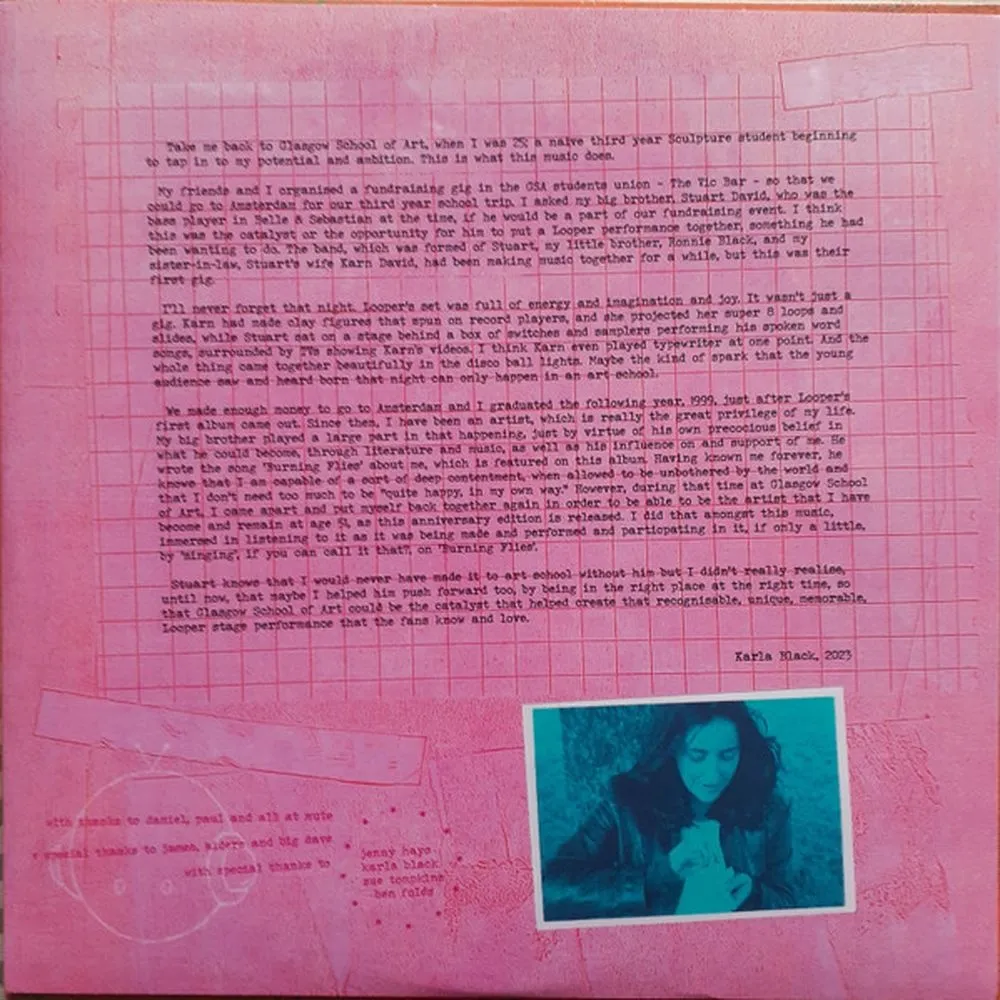 Take me back to Glasgow School of Art, when I was 25; a naive third year Sculpture student beginning
to tap in to my potential and ambition. This is what this music does.
My friends and I organised a fundraising gig in the GSA students union - The Vic Bar - so that we
could go to Amsterdam for our third year school trip. I asked my big brother, Stuart David, who was the
bass player in Belle & Sebastian at the time, if he would be a part of our fundraising event. I think
this was the catalyst or the opportunity for him to put a Looper performance together, something he had
been wanting to do. The band, which was formed of Stuart, my little brother, Ronnie Black, and my
sister-in-law, Stuart's wife Karn David, had been making music together for a while, but this was their
first gig.
I'll never forget that night. Looper's set was full of energy and imagination and joy. It wasn't just a
gig. Karn had made clay figures that spun on record players, and she projected her super 8 loops and
slides, while Stuart sat on a stage behind a box of switches and samplers performing his spoken word
songs, surrounded by TVs showing Karn's videos. I think Karn even played typewriter at one point. And the
whole thing came together beautifully in the disco ball lights. Maybe the kind of spark that the young
audience saw and heard born that night can only happen in an art school.
We made enough money to go to Amsterdam and I graduated the following year, 1999, just after Looper's
first album came out. Since then, I have been an artist, which is really the great privilege of my life.
My big brother played a large part in that happening, just by virtue of his own precocious belief in
what he could become, through literature and music, as well as his influence on and support of me. He
wrote the song 'Burning Flies' about me, which is featured on this album. Having known me forever, he
knows that I am capable of a sort of deep contentment, when allowed to be unbothered by the world and
that I don't need too much to be "quite happy, in my own way." However, during that time at Glasgow School
of Art, I came apart and put myself back together again in order to be able to be the artist that I have
become and remain at age 51, as this anniversary edition is released. I did that amongst this music,
immersed in listening to it as it was being made and performed and particpating in it, if only a little,
by 'singing', if you can call it that?, on 'Burning Flies'.
Stuart knows that I would never have made it to art school without him but I didn't really realise,
until now, that maybe I helped him push forward too, by being in the right place at the right time, so
that Glasgow School of Art could be the catalyst that helped create that recognisable, unique, memorable,
Looper stage performance that the fans know and love.
Karla Black, 2023
with thanks to daniel, paul and all at mute
special thanks to james, and big dave
with special thanks to
jenny hays
karla black
sue tompkins
ben folds